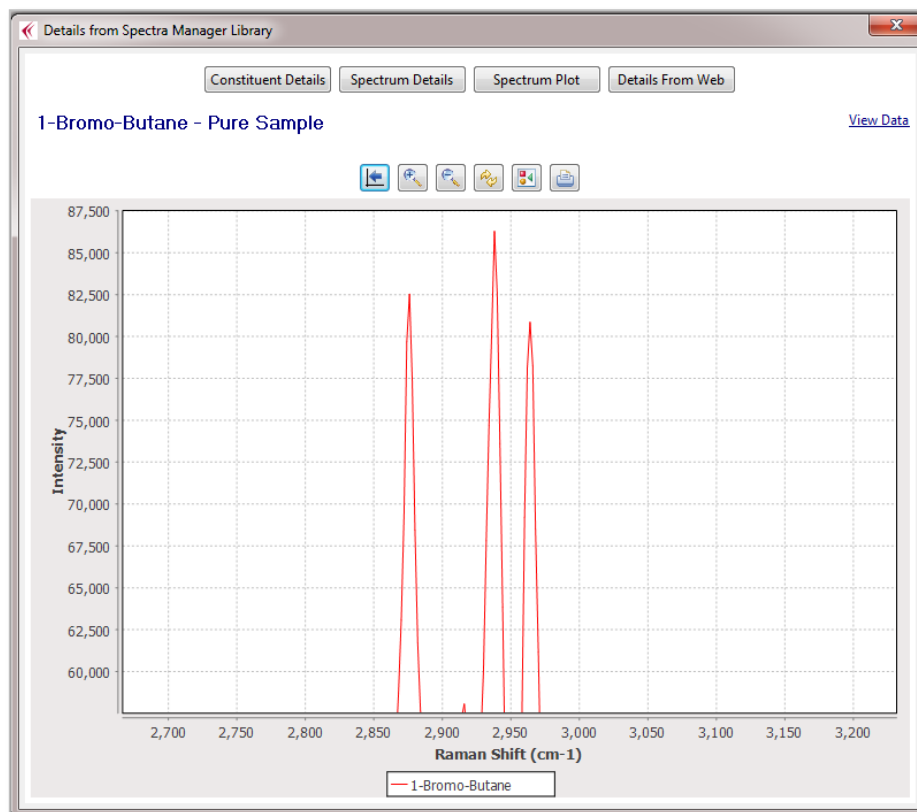 Details from Spectra Manager Library
Constituent Details Spectrum Details Spectrum Plot Details From Web
1-Bromo-Butane - Pure Sample View Data
87,500
85,000
82,500
80,000
77,500
75,000
72,500
70,000
67,500
65,000
62,500
60,000
Intensity
2,700 2,750 2,800 2,850 2,900 2,950 3,000 3,050 3,100 3,150 3,200
Raman Shift (cm-1)
1-Bromo-Butane